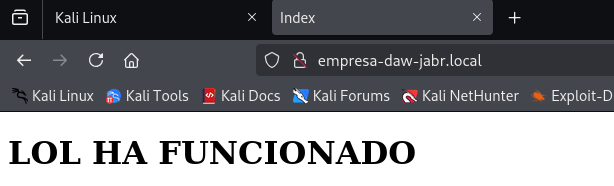 Kali Linux
Index
empresa-daw-jabr.local
Kali Linux Kali Tools Kali Docs Kali Forums Kali NetHunter Exploit-D
LOL HA FUNCIONADO